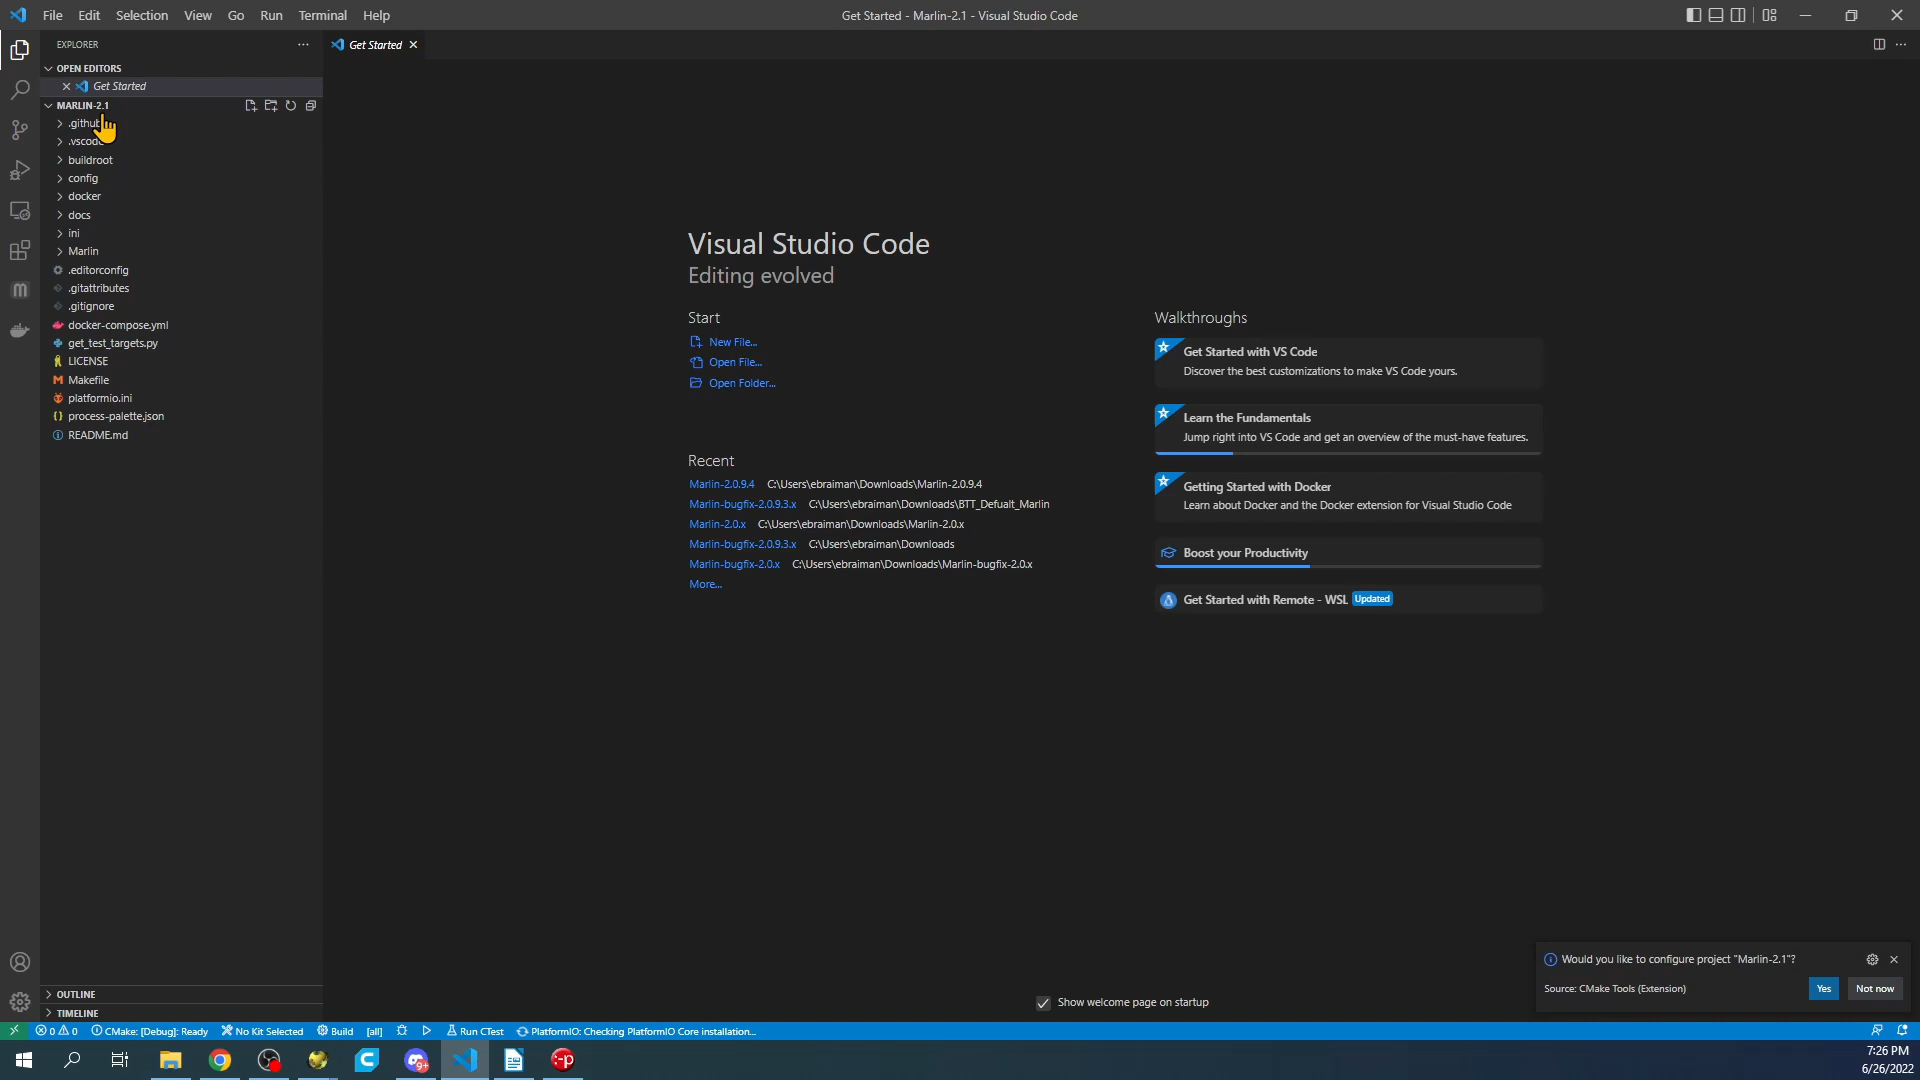 File Edit Selection View Go Run Terminal Help
Get Started - Marlin-2.1 - Visual Studio Code
EXPLORER
Get Started
OPEN EDITORS
Get Started
MARLIN-2.1
.github
.vscode
buildroot
config
docker
docs
ini
Marlin
.editorconfig
.gitattributes
.gitignore
docker-compose.yml
get_test_targets.py
LICENSE
Makefile
platformio.ini
process-palette.json
README.md
OUTLINE
TIMELINE
Visual Studio Code
Editing evolved
Start
New File...
Open File...
Open Folder...
Recent
Marlin-2.0.9.4 C:\Users\ebraiman\Downloads\Marlin-2.0.9.4
Marlin-bugfix-2.0.9.3.x C:\Users\ebraiman\Downloads\BTT_Defualt_Marlin
Marlin-2.0.x C:\Users\ebraiman\Downloads\Marlin-2.0.x
Marlin-bugfix-2.0.9.3.x C:\Users\ebraiman\Downloads
Marlin-bugfix-2.0.x C:\Users\ebraiman\Downloads\Marlin-bugfix-2.0.x
More...
Walkthroughs
Get Started with VS Code
Discover the best customizations to make VS Code yours.
Learn the Fundamentals
Jump right into VS Code and get an overview of the must-have features.
Getting Started with Docker
Learn about Docker and the Docker extension for Visual Studio Code
Boost your Productivity
Get Started with Remote - WSL Updated
Show welcome page on startup
Would you like to configure project "Marlin-2.1"?
Source: CMake Tools (Extension)
Yes
Not now
0 0 CMake: [Debug]: Ready No Kit Selected Build [all] Run CTest PlatformIO: Checking PlatformIO Core installation...
9+
7:26 PM
6/26/2022